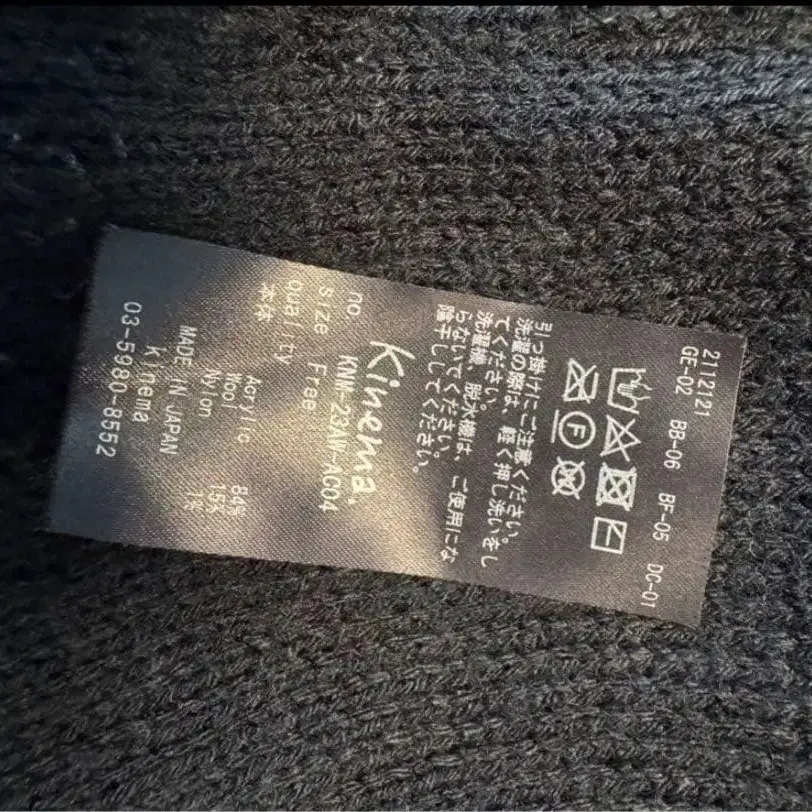 2112121
GE-02 BB-06 BF-05 DC-01
F
引っ掛けにご注意ください。
洗濯の際は、軽く押し洗いをし
てください。
洗濯機、脱水機は、ご使用にな
らないでください。
陰干ししてください。
Kinema.
no. KNN-23AW-AC04
size Free
quality
本体 Acrylic 84%
Wool 15%
Nylon 1%
MADE IN JAPAN
kinema
03-5980-8552